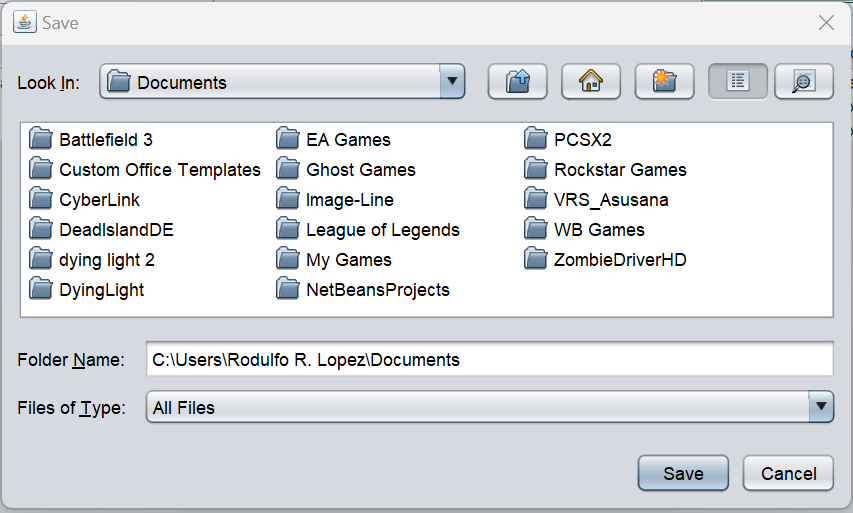 Save
Look In: Documents
Battlefield 3 EA Games PCSX2
Custom Office Templates Ghost Games Rockstar Games
CyberLink Image-Line VRS_Asusana
DeadIslandDE League of Legends WB Games
dying light 2 My Games ZombieDriverHD
DyingLight NetBeansProjects
Folder Name: C:\Users\Rodulfo R. Lopez\Documents
Files of Type: All Files
Save Cancel